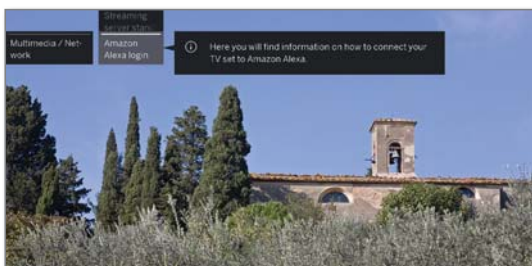 Streaming
Multimedia / Net-
work
Amazon
Alexa login
Here you will find information on how to connect your
TV set to Amazon Alexa.